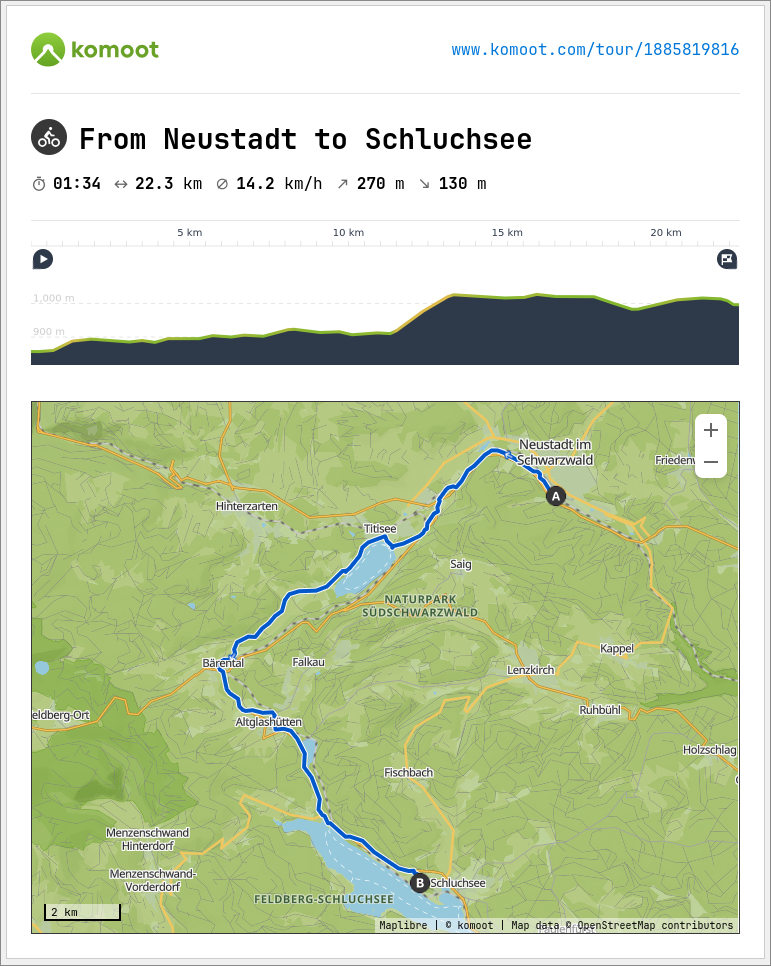 komoot
www.komoot.com/tour/1885819816
From Neustadt to Schluchsee
01:34 22.3 km 14.2 km/h 270 m 130 m
5 km 10 km 15 km 20 km
1,000 m
900 m
Neustadt im
Schwarzwald
Friedenw
A
Hinterzarten
Titisee
Saig
NATURPARK
SÜDSCHWARZWALD
Kappel
Bärental
Falkau
Lenzkirch
eldberg-Ort
Ruhbühl
Altglashütten
Holzschlag
Fischbach
Menzenschwand
Hinterdorf
Menzenschwand-
Vorderdorf
B Schluchsee
FELDBERG-SCHLUCHSEE
2 km
Maplibre | © komoot | Map data © OpenStreetMap contributors